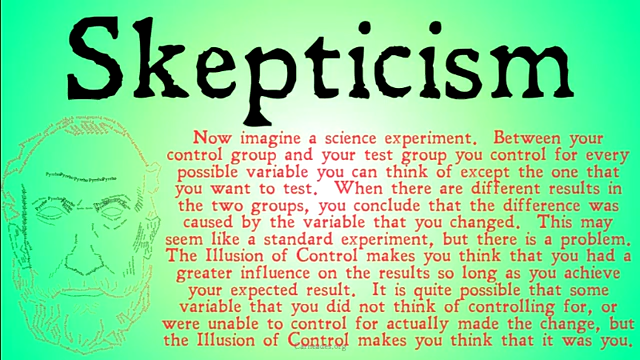 Skepticism
Now imagine a science experiment. Between your
control group and your test group you control for every
possible variable you can think of except the one that
you want to test. When there are different results in
the two groups, you conclude that the difference was
caused by the variable that you changed. This may
seem like a standard experiment, but there is a problem.
The Illusion of Control makes you think that you had a
greater influence on the results so long as you achieve
your expected result. It is quite possible that some
variable that you did not think of controlling for, or
were unable to control for actually made the change, but
the Illusion of Control makes you think that it was you.